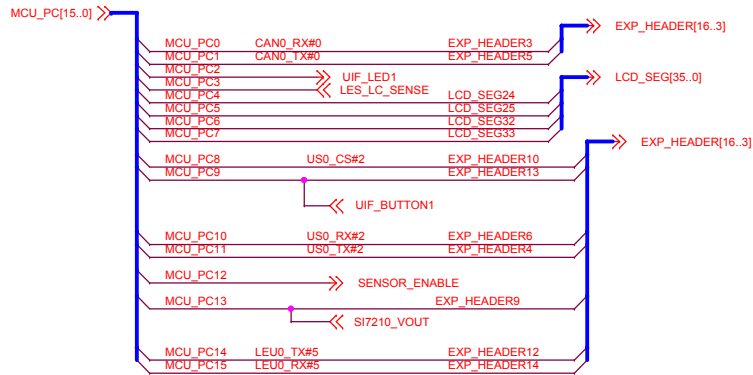 MCU_PC[15..0]
EXP_HEADER[16..3]
MCU_PC0 CAN0_RX#0 EXP_HEADER3
MCU_PC1 CAN0_TX#0 EXP_HEADER5
MCU_PC2 UIF_LED1
LCD_SEG[35..0]
MCU_PC3 LES_LC_SENSE
MCU_PC4 LCD_SEG24
MCU_PC5 LCD_SEG25
MCU_PC6 LCD_SEG32
MCU_PC7 LCD_SEG33
EXP_HEADER[16..3]
MCU_PC8 US0_CS#2 EXP_HEADER10
MCU_PC9 EXP_HEADER13
UIF_BUTTON1
MCU_PC10 US0_RX#2 EXP_HEADER6
MCU_PC11 US0_TX#2 EXP_HEADER4
MCU_PC12 SENSOR_ENABLE
MCU_PC13 EXP_HEADER9
SI7210_VOUT
MCU_PC14 LEU0_TX#5 EXP_HEADER12
MCU_PC15 LEU0_RX#5 EXP_HEADER14